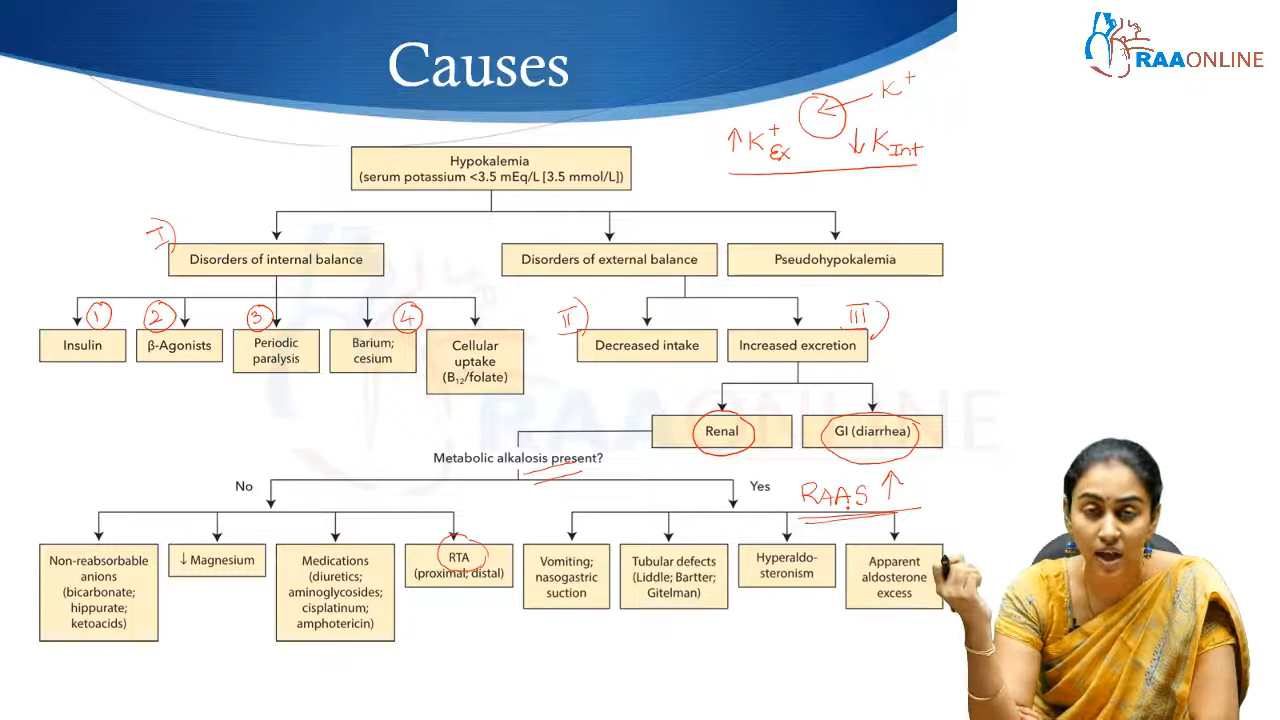 Causes
RAAONLINE
K+
↑K+Ex ↓KInt
Hypokalemia
(serum potassium <3.5 mEq/L [3.5 mmol/L])
I)
Disorders of internal balance
Disorders of external balance
Pseudohypokalemia
1
2
3
4
II)
III)
Insulin
β-Agonists
Periodic
paralysis
Barium;
cesium
Cellular
uptake
(B12/folate)
Decreased intake
Increased excretion
Renal
GI (diarrhea)
Metabolic alkalosis present?
No
Yes
RAAS ↑
Non-reabsorbable
anions
(bicarbonate;
hippurate;
ketoacids)
↓Magnesium
Medications
(diuretics;
aminoglycosides;
cisplatinum;
amphotericin)
RTA
(proximal; distal)
Vomiting;
nasogastric
suction
Tubular defects
(Liddle; Bartter;
Gitelman)
Hyperaldo-
steronism
Apparent
aldosterone
excess
RAAONLINE